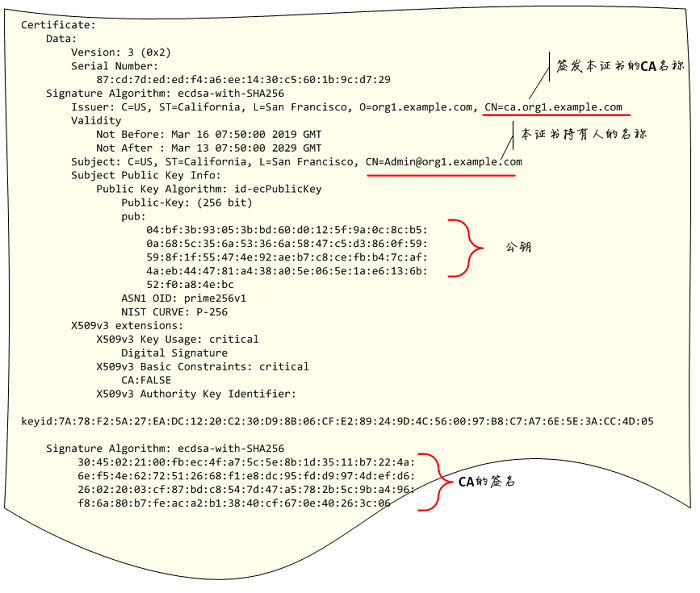 Certificate:
Data:
Version: 3 (0x2)
Serial Number:
87:cd:7d:ed:ed:f4:a6:ee:14:30:c5:60:1b:9c:d7:29
签发本证书的CA名称
Signature Algorithm: ecdsa-with-SHA256
Issuer: C=US, ST=California, L=San Francisco, O=org1.example.com, CN=ca.org1.example.com
Validity
Not Before: Mar 16 07:50:00 2019 GMT
本证书持有人的名称
Not After : Mar 13 07:50:00 2029 GMT
Subject: C=US, ST=California, L=San Francisco, CN=Admin@org1.example.com
Subject Public Key Info:
Public Key Algorithm: id-ecPublicKey
Public-Key: (256 bit)
pub:
04:bf:3b:93:05:3b:bd:60:d0:12:5f:9a:0c:8c:b5:
0a:68:5c:35:6a:53:36:6a:58:47:c5:d3:86:0f:59:
公钥
59:8f:1f:55:47:4e:92:ae:b7:c8:ce:fb:b4:7c:af:
4a:eb:44:47:81:a4:38:a0:5e:06:5e:1a:e6:13:6b:
52:f0:a8:4e:bc
ASN1 OID: prime256v1
NIST CURVE: P-256
X509v3 extensions:
X509v3 Key Usage: critical
Digital Signature
X509v3 Basic Constraints: critical
CA:FALSE
X509v3 Authority Key Identifier:
keyid:7A:78:F2:5A:27:EA:DC:12:20:C2:30:D9:8B:06:CF:E2:89:24:9D:4C:56:00:97:B8:C7:A7:6E:5E:3A:CC:4D:05
Signature Algorithm: ecdsa-with-SHA256
30:45:02:21:00:fb:ec:4f:a7:5c:5e:8b:1d:35:11:b7:22:4a:
6e:f5:4e:62:72:51:26:68:f1:e8:dc:95:fd:d9:97:4d:ef:d6:
CA的签名
26:02:20:03:cf:87:bd:c8:54:7d:47:a5:78:2b:5c:9b:a4:96:
f8:6a:80:b7:fe:ac:a2:b1:38:40:cf:67:0e:40:26:3c:06